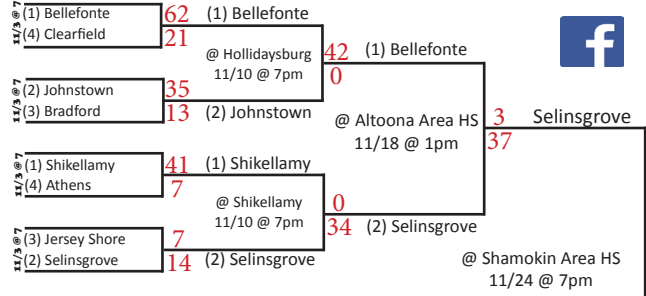 11/3 @ 7
(1) Bellefonte 62
(4) Clearfield 21
(1) Bellefonte
@ Hollidaysburg
11/10 @ 7pm
42 (1) Bellefonte
0
11/3 @ 7
(2) Johnstown 35
(3) Bradford 13
(2) Johnstown
@ Altoona Area HS
11/18 @ 1pm
3 Selinsgrove
37
11/3 @ 7
(1) Shikellamy 41
(4) Athens 7
(1) Shikellamy
@ Shikellamy
11/10 @ 7pm
0
34 (2) Selinsgrove
11/3 @ 7
(3) Jersey Shore 7
(2) Selinsgrove 14
(2) Selinsgrove
@ Shamokin Area HS
11/24 @ 7pm
f